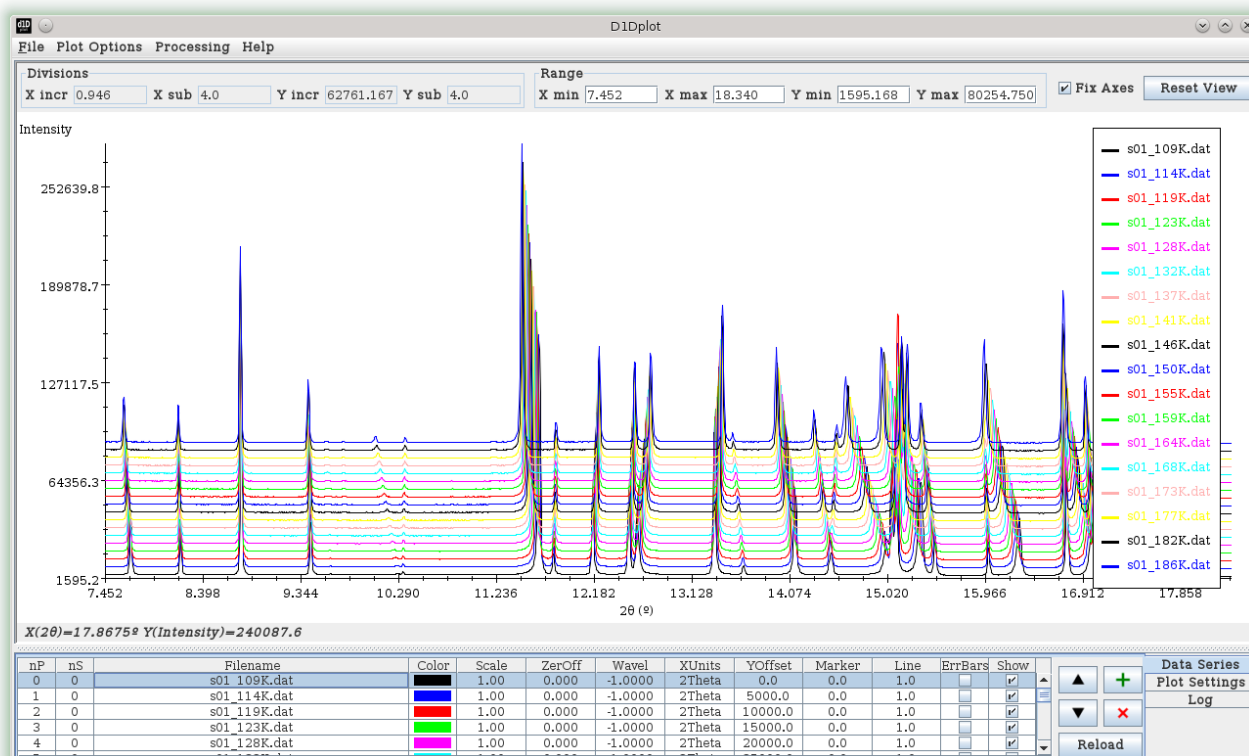 d1D plot
D1Dplot
File Plot Options Processing Help
Divisions
X incr 0.946 X sub 4.0 Y incr 62761.167 Y sub 4.0
Range
X min 7.452 X max 18.340 Y min 1595.168 Y max 80254.750
Fix Axes
Reset View
Intensity
252639.8
189878.7
127117.5
64356.3
1595.2
7.452 8.398 9.344 10.290 11.236 12.182 13.128 14.074 15.020 15.966 16.912 17.858
2θ (º)
s01_109K.dat
s01_114K.dat
s01_119K.dat
s01_123K.dat
s01_128K.dat
s01_132K.dat
s01_137K.dat
s01_141K.dat
s01_146K.dat
s01_150K.dat
s01_155K.dat
s01_159K.dat
s01_164K.dat
s01_168K.dat
s01_173K.dat
s01_177K.dat
s01_182K.dat
s01_186K.dat
X(2θ)=17.8675º Y(Intensity)=240087.6
nP nS Filename Color Scale ZerOff Wavel XUnits YOffset Marker Line ErrBars Show
0 0 s01_109K.dat 1.00 0.000 -1.0000 2Theta 0.0 0.0 1.0
1 0 s01_114K.dat 1.00 0.000 -1.0000 2Theta 5000.0 0.0 1.0
2 0 s01_119K.dat 1.00 0.000 -1.0000 2Theta 10000.0 0.0 1.0
3 0 s01_123K.dat 1.00 0.000 -1.0000 2Theta 15000.0 0.0 1.0
4 0 s01_128K.dat 1.00 0.000 -1.0000 2Theta 20000.0 0.0 1.0
Reload
Data Series
Plot Settings
Log